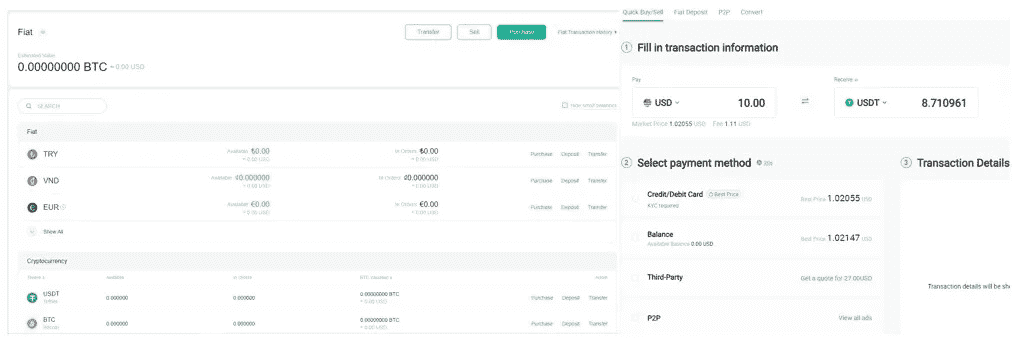 Fiat
Transfer
Sell
Purchase
Fiat Transaction History
Estimated Value
0.00000000 BTC ≈ 0.00 USD
SEARCH
Hide small balances
Fiat
TRY
Available ₺0.00
≈ 0.00 USD
In Orders ₺0.00
≈ 0.00 USD
Purchase Deposit Transfer
VND
Available ₫0.000000
≈ 0.00 USD
In Orders ₫0.000000
≈ 0.00 USD
Purchase Deposit Transfer
EUR
Available €0.00
≈ 0.00 USD
In Orders €0.00
≈ 0.00 USD
Purchase Deposit Transfer
Show All
Cryptocurrency
Available
In Orders
BTC Valuation
USDT
Tether
0.000000
0.000000
0.00000000 BTC
≈ 0.00 USD
Purchase Deposit Transfer
BTC
Bitcoin
0.000000
0.000000
0.00000000 BTC
≈ 0.00 USD
Purchase Deposit Transfer
Quick Buy/Sell Fiat Deposit P2P Convert
1 Fill in transaction information
Pay
USD 10.00
Market Price 1.02055 USD Fee 1.11 USD
Receive ≈
USDT 8.710961
2 Select payment method
Credit/Debit Card Best Price
KYC required
Best Price 1.02055 USD
Balance
Available Balance 0.00 USD
Best Price 1.02147 USD
Third-Party
Get a quote for 27.00USD
P2P
View all ads
3 Transaction Details
Transaction details will be sh